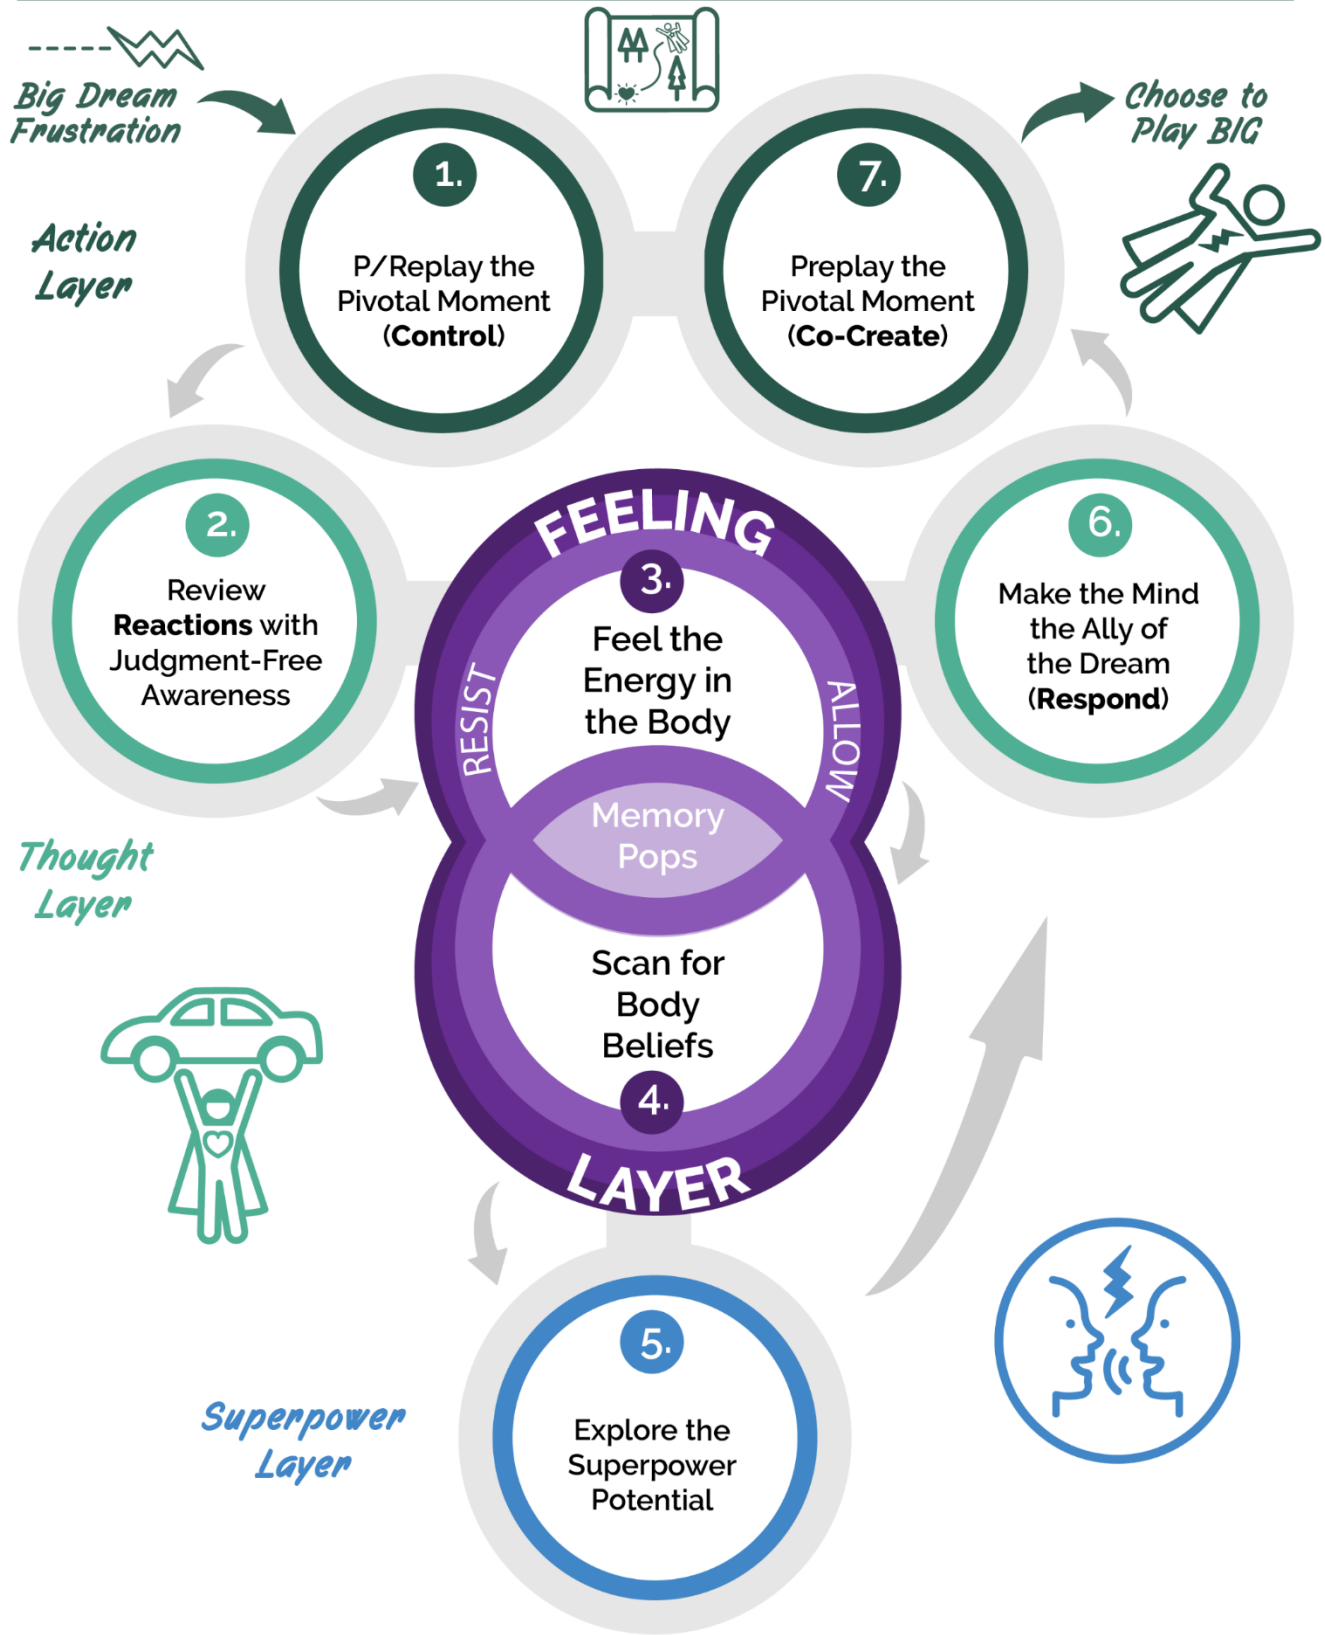 Big Dream
Frustration
Choose to
Play BIG
Action
Layer
1.
P/Replay the
Pivotal Moment
(Control)
7.
Preplay the
Pivotal Moment
(Co-Create)
2.
Review
Reactions with
Judgment-Free
Awareness
FEELING
3.
Feel the
Energy in
the Body
RESIST
ALLOW
Memory
Pops
Scan for
Body
Beliefs
4.
LAYER
6.
Make the Mind
the Ally of
the Dream
(Respond)
Thought
Layer
Superpower
Layer
5.
Explore the
Superpower
Potential